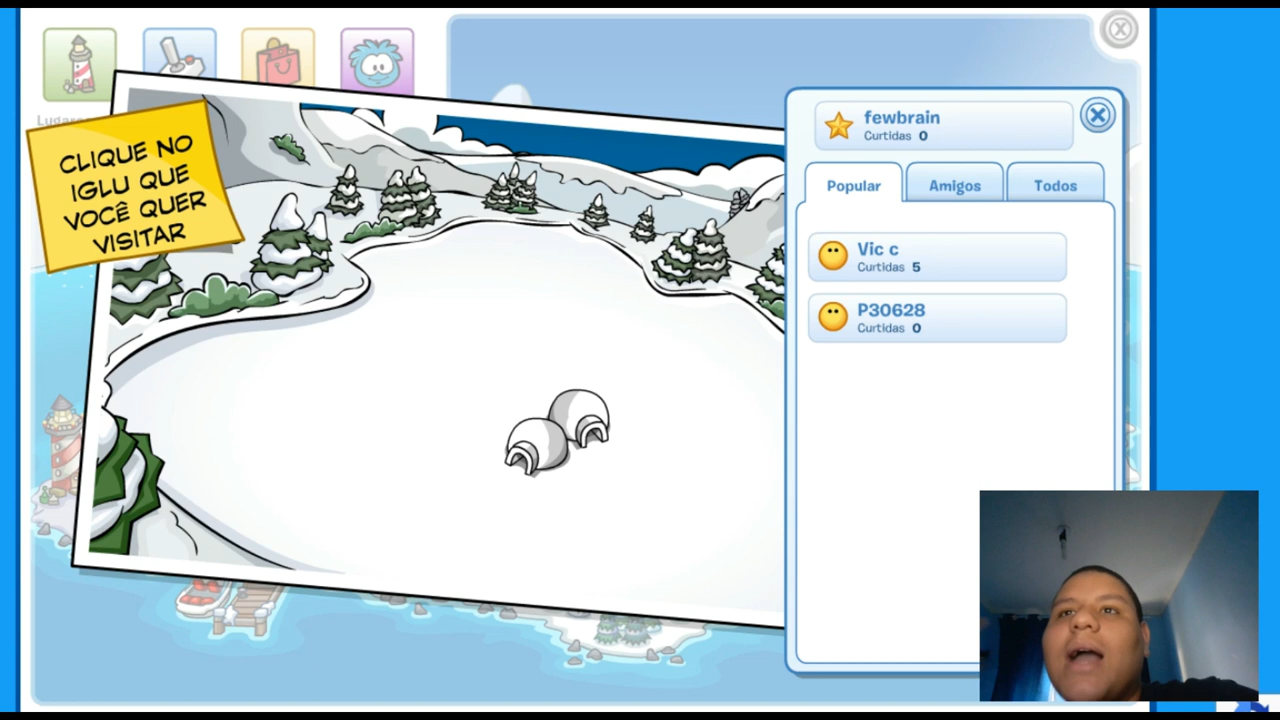 CLIQUE NO
IGLU QUE
VOCÊ QUER
VISITAR
fewbrain
Curtidas 0
Popular
Amigos
Todos
Vic c
Curtidas 5
P30628
Curtidas 0